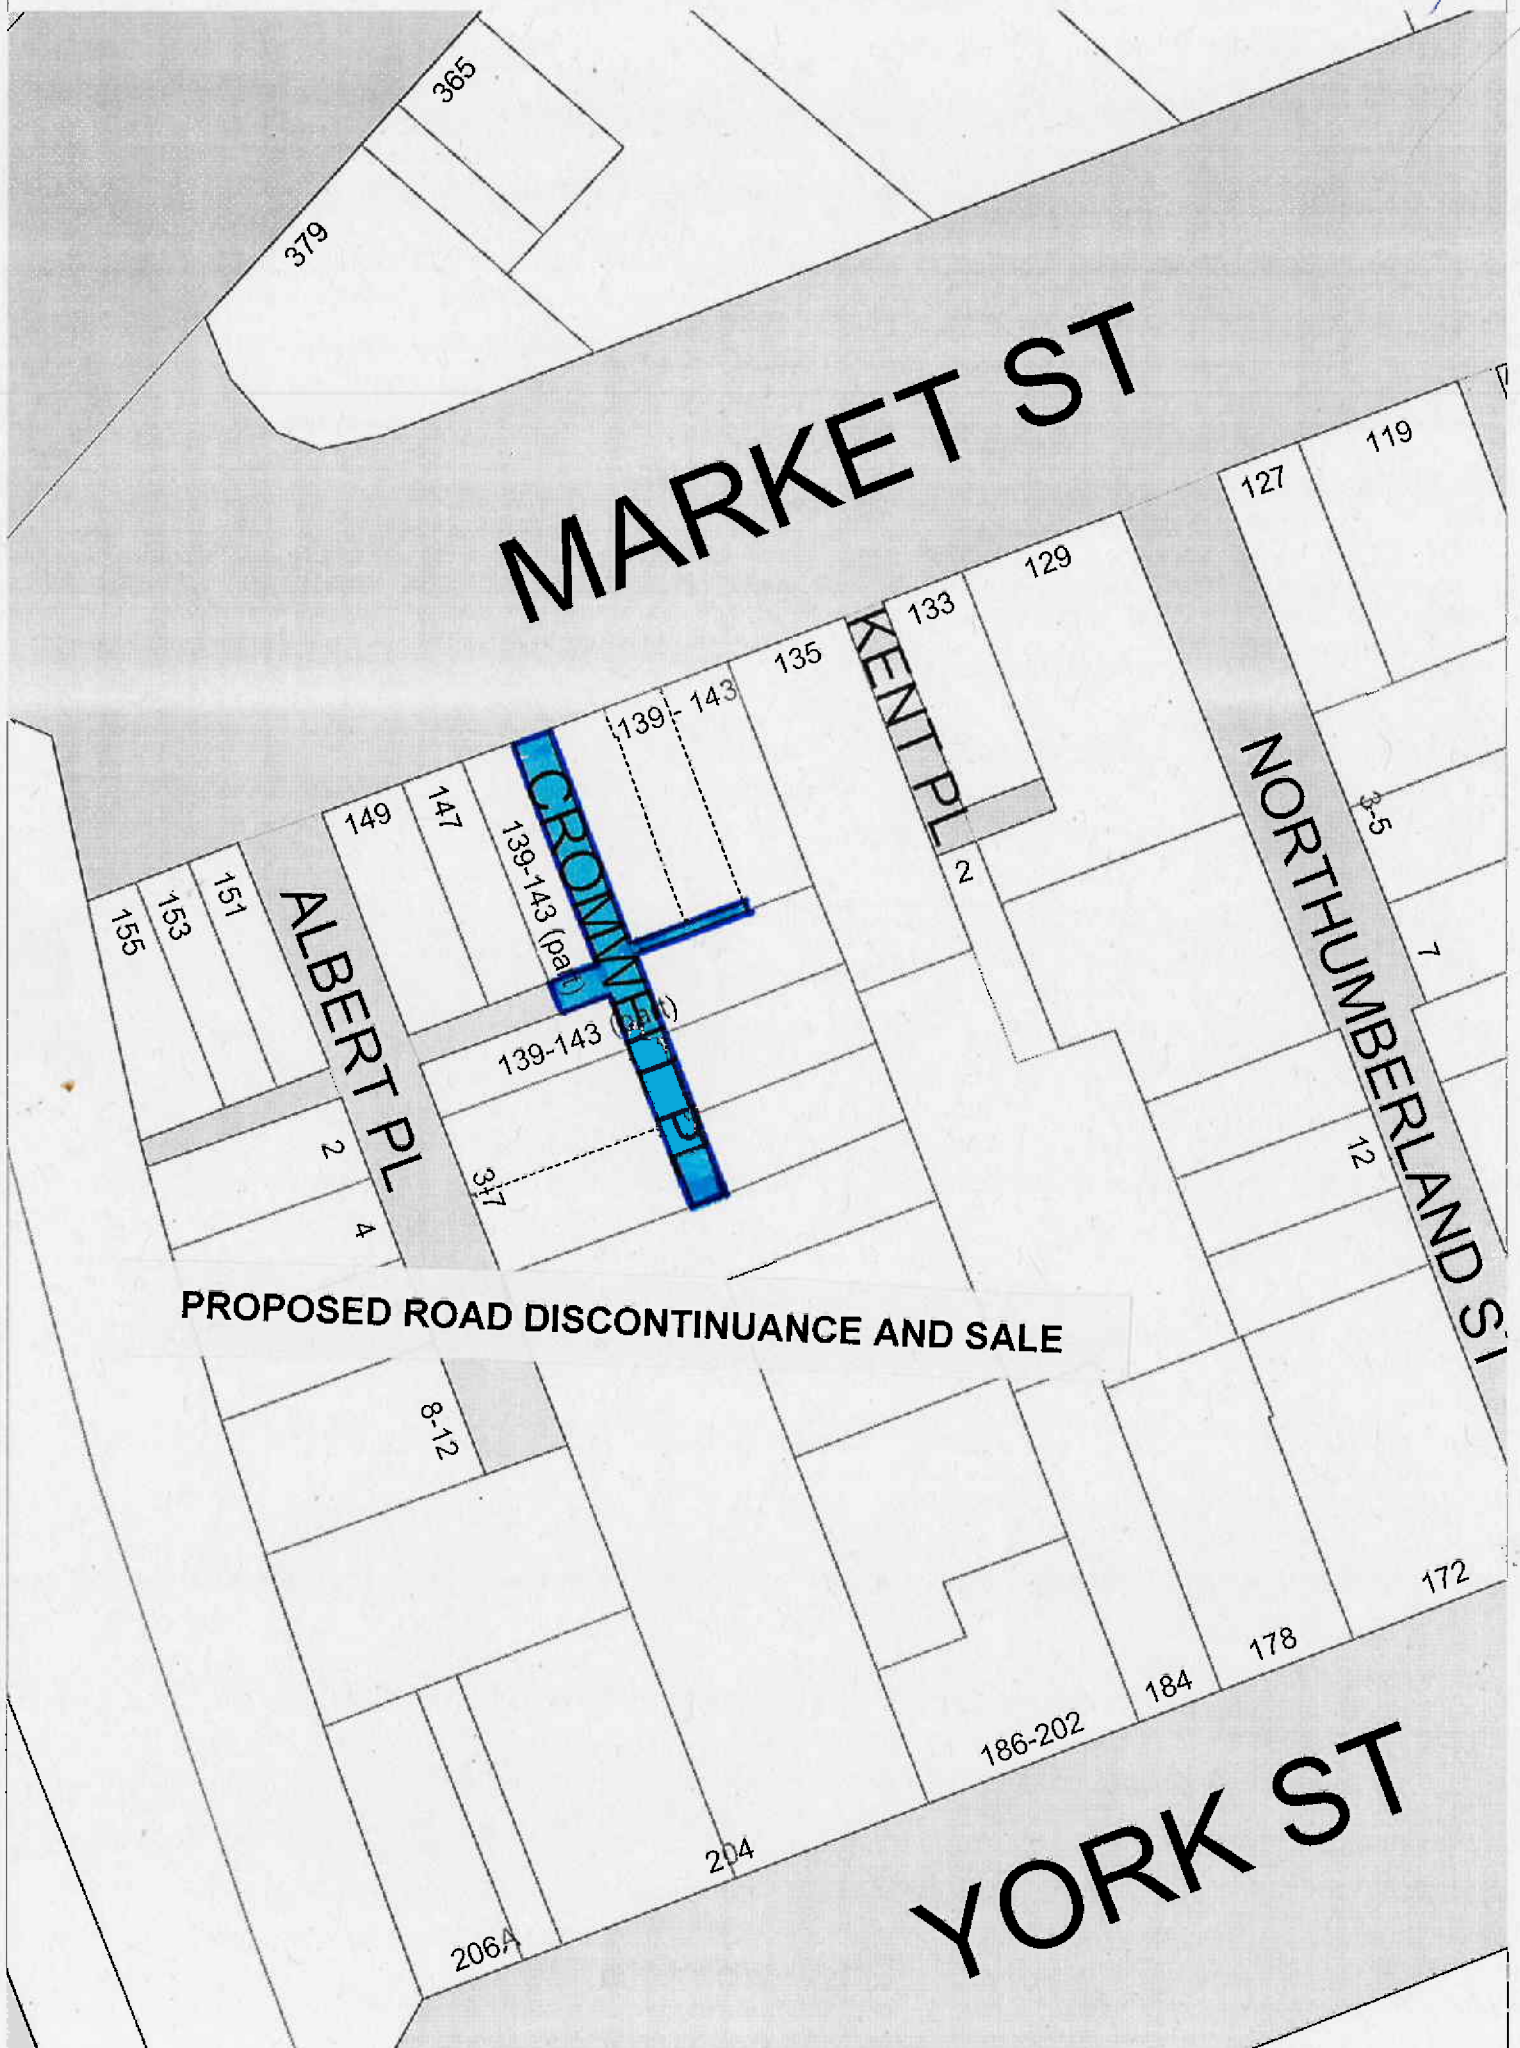 365
379
MARKET ST
119
127
129
133
135
KENT PL
139 - 143
CROMWELL PL
139-143 (part)
147
149
151
153
155
ALBERT PL
139-143 (part)
2
NORTHUMBERLAND ST
3-5
7
12
2
4
3-7
PROPOSED ROAD DISCONTINUANCE AND SALE
8-12
172
178
184
186-202
204
206A
YORK ST